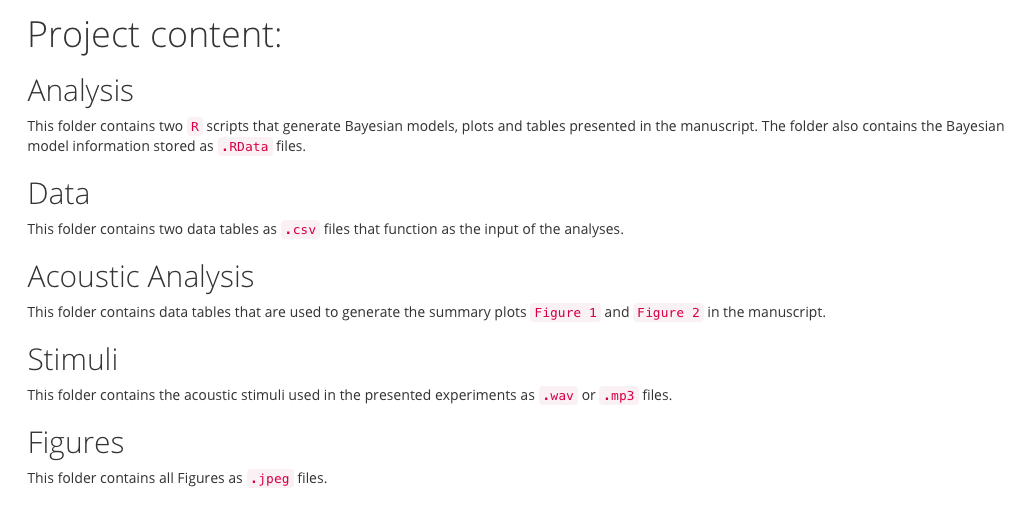 Project content:
Analysis
This folder contains two R scripts that generate Bayesian models, plots and tables presented in the manuscript. The folder also contains the Bayesian
model information stored as .RData files.
Data
This folder contains two data tables as .csv files that function as the input of the analyses.
Acoustic Analysis
This folder contains data tables that are used to generate the summary plots Figure 1 and Figure 2 in the manuscript.
Stimuli
This folder contains the acoustic stimuli used in the presented experiments as .wav or .mp3 files.
Figures
This folder contains all Figures as .jpeg files.